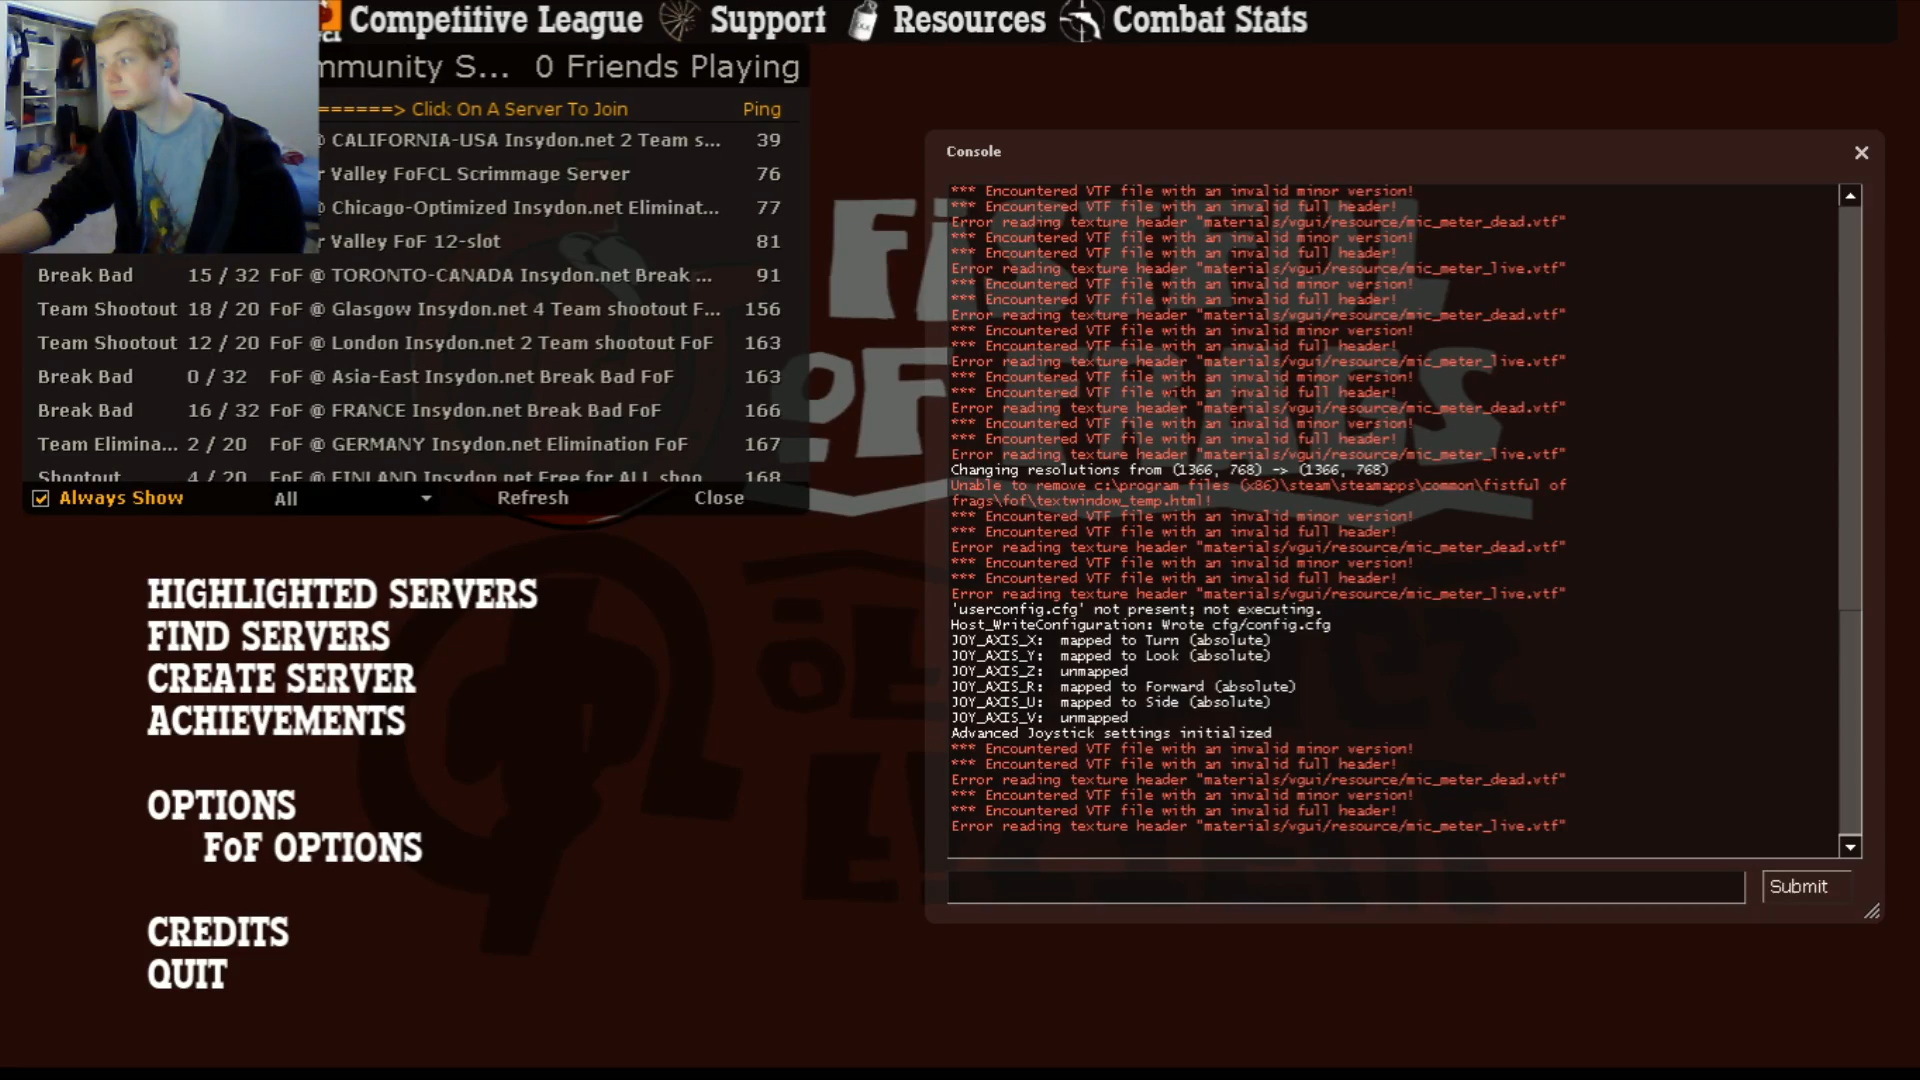 Competitive League Support Resources Combat Stats
mmunity S... 0 Friends Playing
======> Click On A Server To Join Ping
CALIFORNIA-USA Insydon.net 2 Team s... 39
r Valley FoFCL Scrimmage Server 76
Chicago-Optimized Insydon.net Eliminat... 77
r Valley FoF 12-slot 81
Break Bad 15 / 32 FoF @ TORONTO-CANADA Insydon.net Break ... 91
Team Shootout 18 / 20 FoF @ Glasgow Insydon.net 4 Team shootout F... 156
Team Shootout 12 / 20 FoF @ London Insydon.net 2 Team shootout FoF 163
Break Bad 0 / 32 FoF @ Asia-East Insydon.net Break Bad FoF 163
Break Bad 16 / 32 FoF @ FRANCE Insydon.net Break Bad FoF 166
Team Elimina... 2 / 20 FoF @ GERMANY Insydon.net Elimination FoF 167
Shootout 4 / 20 FoF @ FINLAND Insydon.net Free for ALL shoo 168
Always Show All Refresh Close
HIGHLIGHTED SERVERS
FIND SERVERS
CREATE SERVER
ACHIEVEMENTS
OPTIONS
FoF OPTIONS
CREDITS
QUIT
FISTFUL
OF FRAGS
Console
*** Encountered VTF file with an invalid minor version!
*** Encountered VTF file with an invalid full header!
Error reading texture header "materials/vgui/resource/mic_meter_dead.vtf"
*** Encountered VTF file with an invalid minor version!
*** Encountered VTF file with an invalid full header!
Error reading texture header "materials/vgui/resource/mic_meter_live.vtf"
*** Encountered VTF file with an invalid minor version!
*** Encountered VTF file with an invalid full header!
Error reading texture header "materials/vgui/resource/mic_meter_dead.vtf"
*** Encountered VTF file with an invalid minor version!
*** Encountered VTF file with an invalid full header!
Error reading texture header "materials/vgui/resource/mic_meter_live.vtf"
*** Encountered VTF file with an invalid minor version!
*** Encountered VTF file with an invalid full header!
Error reading texture header "materials/vgui/resource/mic_meter_dead.vtf"
*** Encountered VTF file with an invalid minor version!
*** Encountered VTF file with an invalid full header!
Error reading texture header "materials/vgui/resource/mic_meter_live.vtf"
Changing resolutions from (1366, 768) -> (1366, 768)
Unable to remove c:\program files (x86)\steam\steamapps\common\fistful of
frags\fof\textwindow_temp.html!
*** Encountered VTF file with an invalid minor version!
*** Encountered VTF file with an invalid full header!
Error reading texture header "materials/vgui/resource/mic_meter_dead.vtf"
*** Encountered VTF file with an invalid minor version!
*** Encountered VTF file with an invalid full header!
Error reading texture header "materials/vgui/resource/mic_meter_live.vtf"
'userconfig.cfg' not present; not executing.
Host_WriteConfiguration: Wrote cfg/config.cfg
JOY_AXIS_X: mapped to Turn (absolute)
JOY_AXIS_Y: mapped to Look (absolute)
JOY_AXIS_Z: unmapped
JOY_AXIS_R: mapped to Forward (absolute)
JOY_AXIS_U: mapped to Side (absolute)
JOY_AXIS_V: unmapped
Advanced Joystick settings initialized
*** Encountered VTF file with an invalid minor version!
*** Encountered VTF file with an invalid full header!
Error reading texture header "materials/vgui/resource/mic_meter_dead.vtf"
*** Encountered VTF file with an invalid minor version!
*** Encountered VTF file with an invalid full header!
Error reading texture header "materials/vgui/resource/mic_meter_live.vtf"
Submit